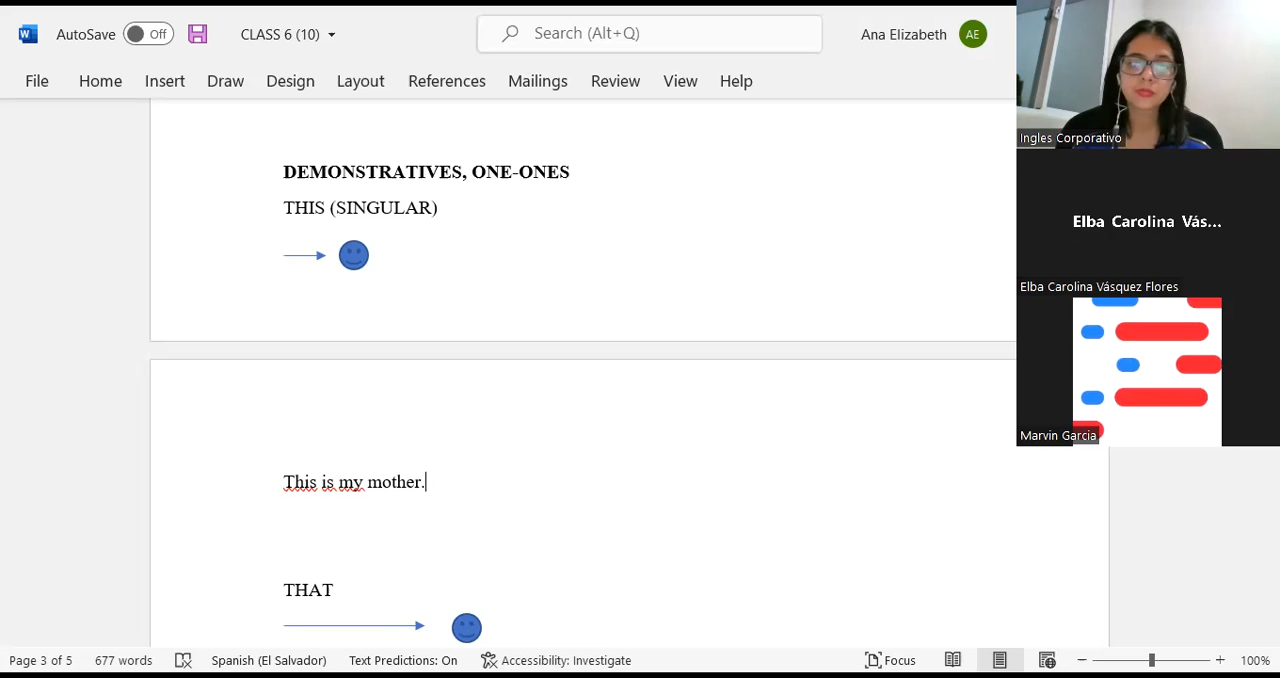 AutoSave Off CLASS 6 (10) Search (Alt+Q) Ana Elizabeth AE
File Home Insert Draw Design Layout References Mailings Review View Help
Ingles Corporativo
DEMONSTRATIVES, ONE-ONES
THIS (SINGULAR)
Elba Carolina Vás...
Elba Carolina Vásquez Flores
Marvin Garcia
This is my mother.
THAT
Page 3 of 5 677 words Spanish (El Salvador) Text Predictions: On Accessibility: Investigate Focus 100%